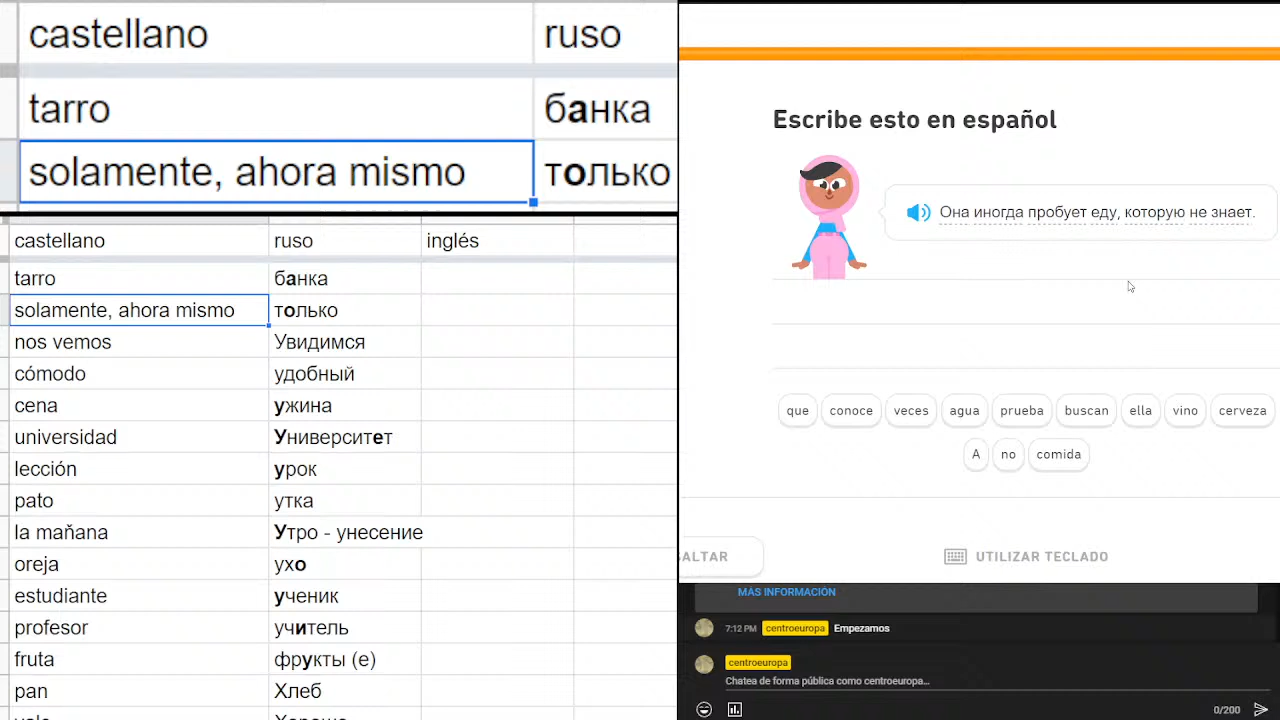 castellano ruso
tarro банка
solamente, ahora mismo только
castellano ruso inglés
tarro банка
solamente, ahora mismo только
nos vemos Увидимся
cómodo удобный
cena ужина
universidad Университет
lección урок
pato утка
la maňana Утро - унесение
oreja ухо
estudiante ученик
profesor учитель
fruta фрукты (е)
pan Хлеб
Escribe esto en español
Она иногда пробует еду, которую не знает.
que conoce veces agua prueba buscan ella vino cerveza
A no comida
ALTAR UTILIZAR TECLADO
MÁS INFORMACIÓN
7:12 PM centroeuropa Empezamos
centroeuropa
Chatea de forma pública como centroeuropa...
0/200